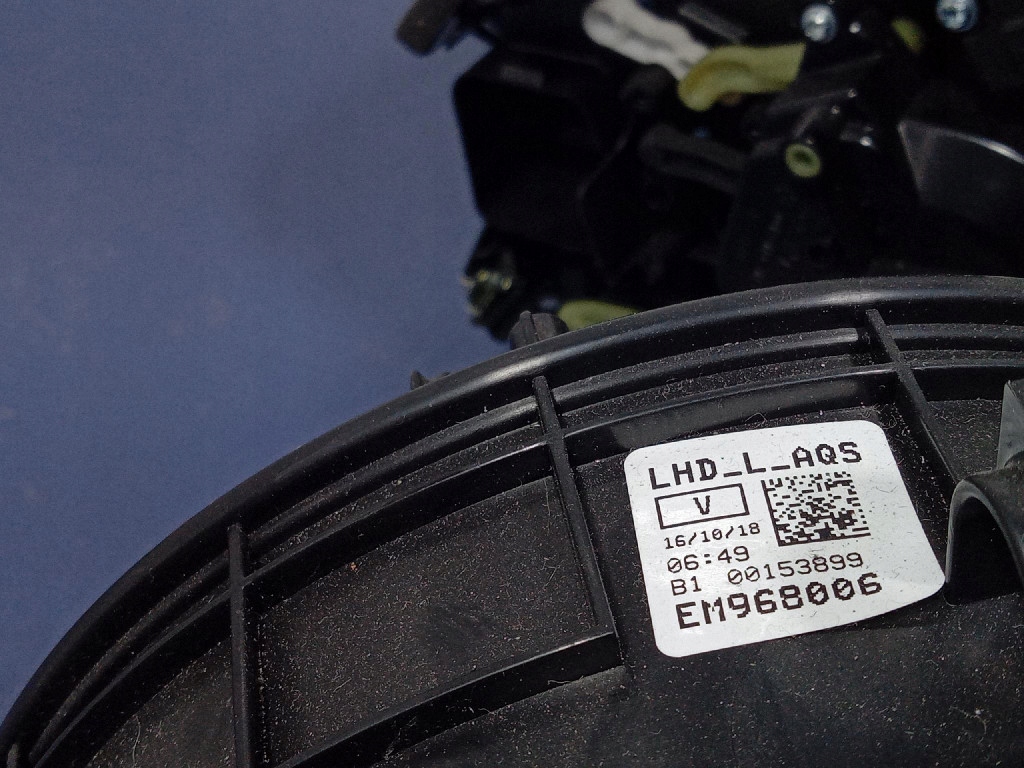 LHD_L_AQS
V
16/10/18
06:49
B1 00153899
EM968006